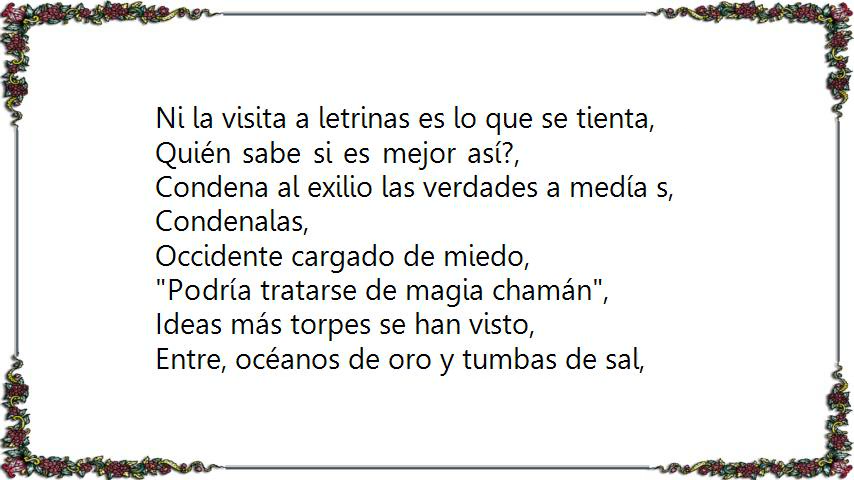 Ni la visita a letrinas es lo que se tienta,
Quién sabe si es mejor así?,
Condena al exilio las verdades a medía s,
Condenalas,
Occidente cargado de miedo,
"Podría tratarse de magia chamán",
Ideas más torpes se han visto,
Entre, océanos de oro y tumbas de sal,